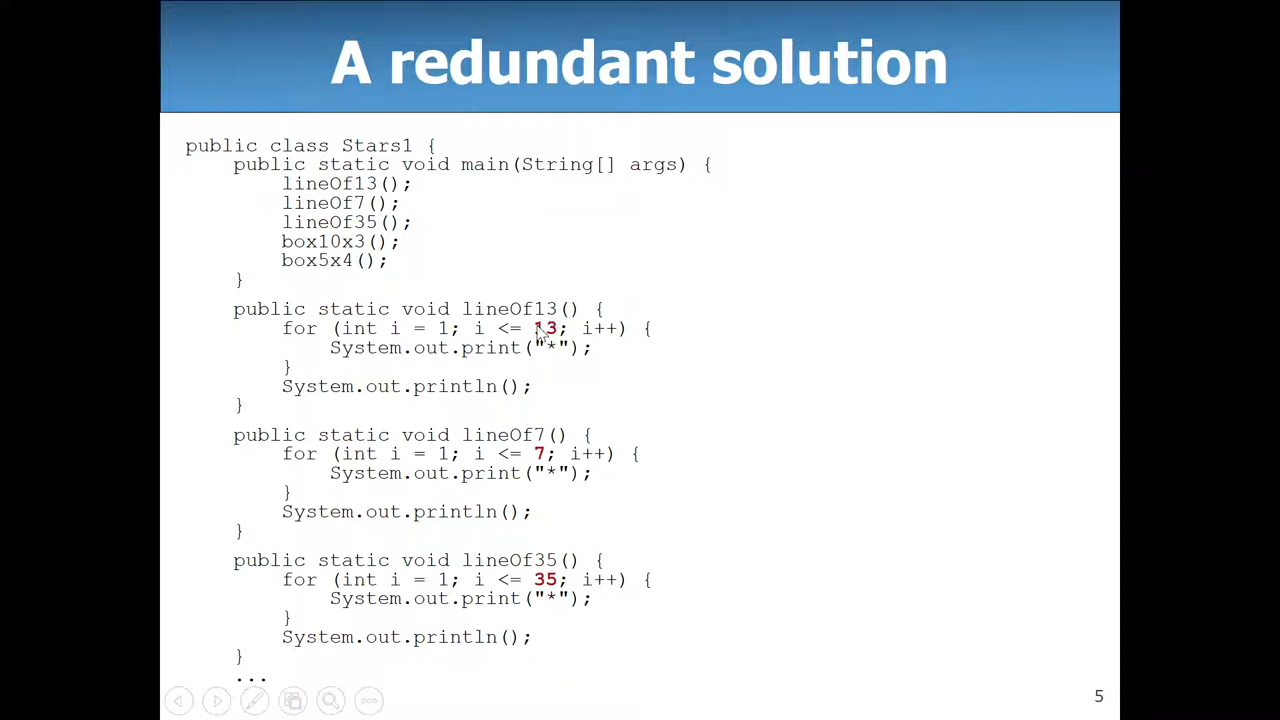 A redundant solution
public class Stars1 {
    public static void main(String[] args) {
        lineOf13();
        lineOf7();
        lineOf35();
        box10x3();
        box5x4();
    }
    public static void lineOf13() {
        for (int i = 1; i <= 13; i++) {
            System.out.print("*");
        }
        System.out.println();
    }
    public static void lineOf7() {
        for (int i = 1; i <= 7; i++) {
            System.out.print("*");
        }
        System.out.println();
    }
    public static void lineOf35() {
        for (int i = 1; i <= 35; i++) {
            System.out.print("*");
        }
        System.out.println();
    }
    ...
5